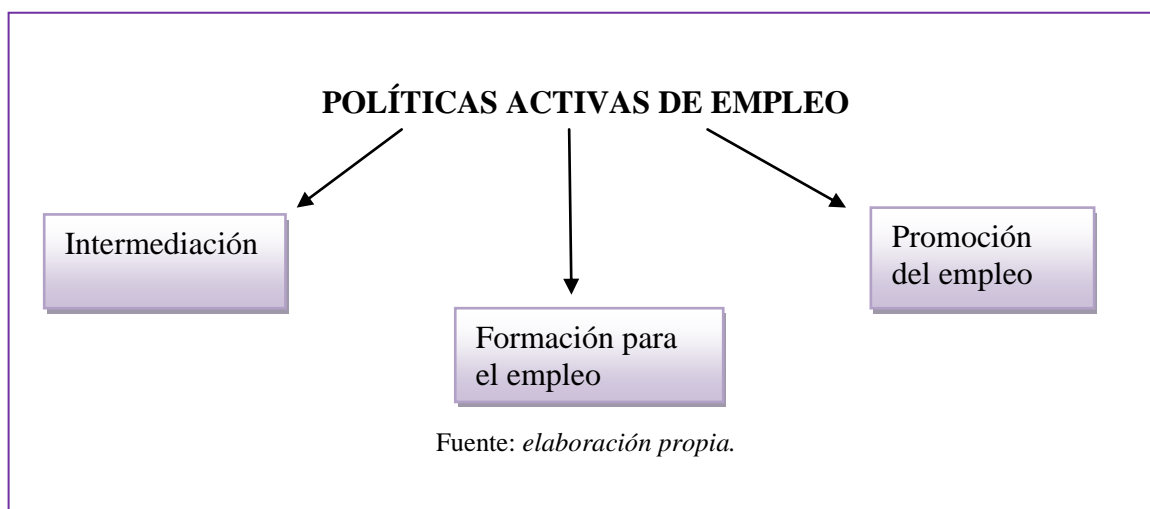 POLÍTICAS ACTIVAS DE EMPLEO
Intermediación
Formación para
el empleo
Promoción
del empleo
Fuente: elaboración propia.